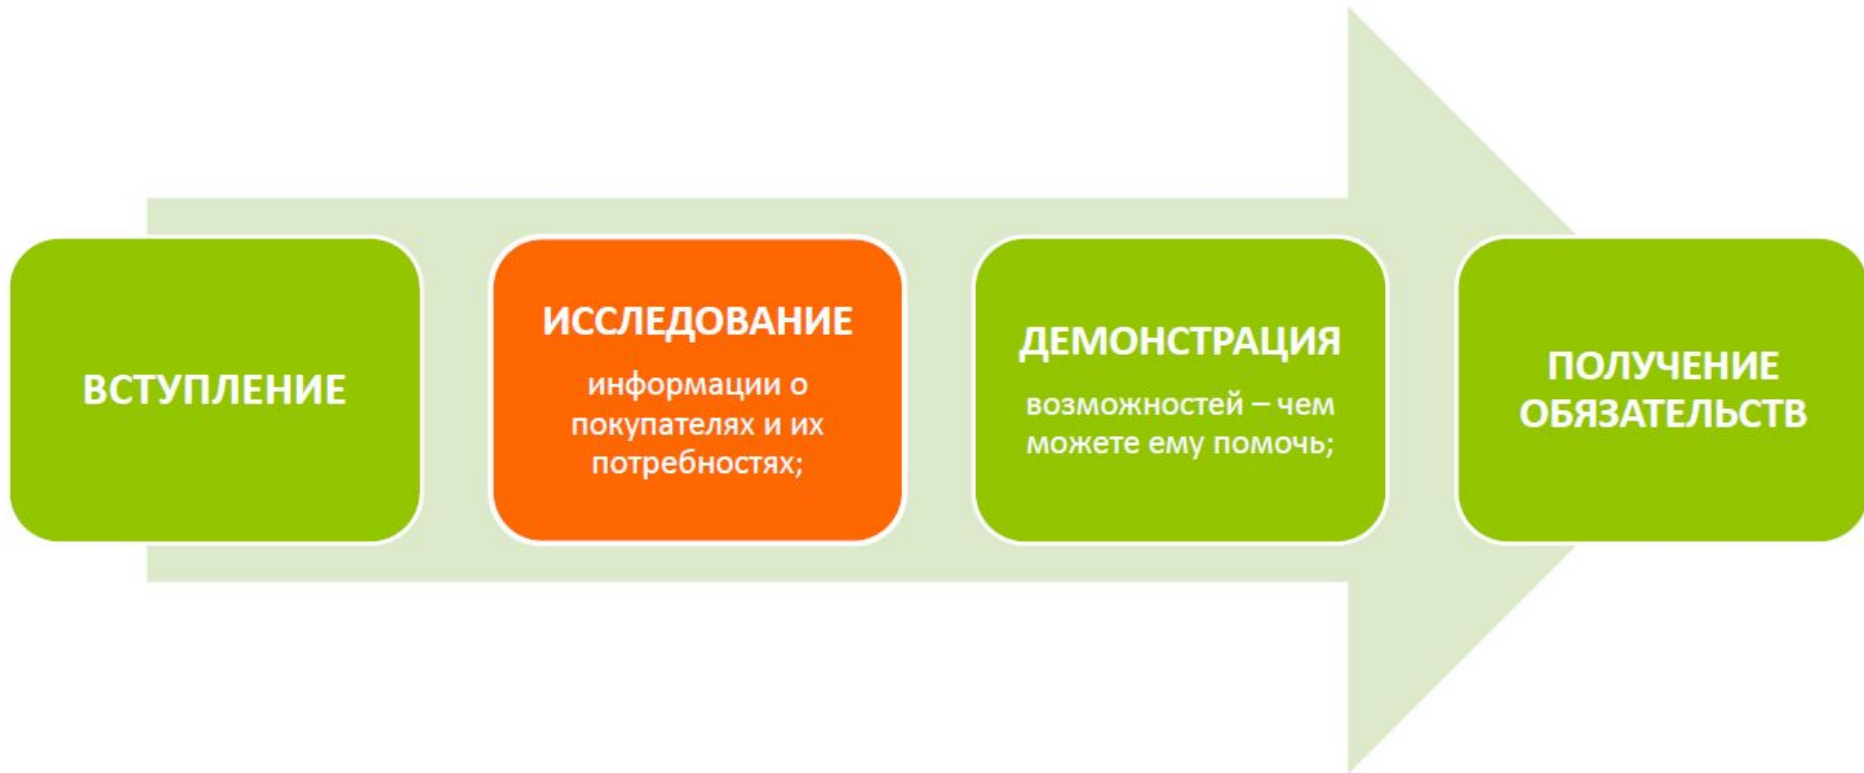 ВСТУПЛЕНИЕ
ИССЛЕДОВАНИЕ
информации о
покупателях и их
потребностях;
ДЕМОНСТРАЦИЯ
возможностей – чем
можете ему помочь;
ПОЛУЧЕНИЕ
ОБЯЗАТЕЛЬСТВ